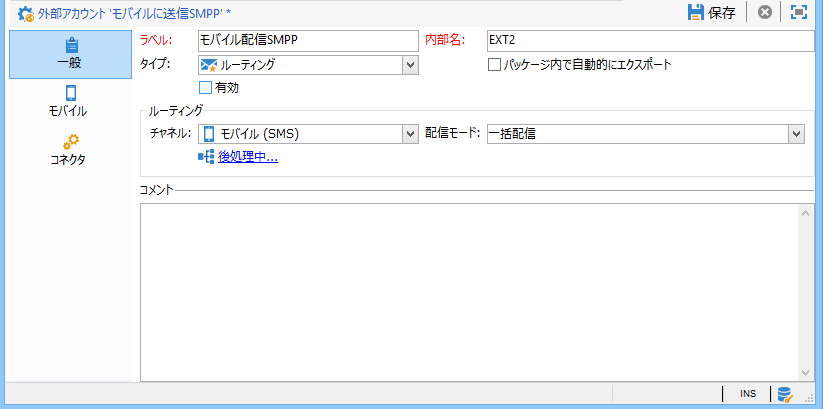 外部アカウント 'モバイルに送信SMPP' *
保存
一般
モバイル
コネクタ
ラベル: モバイル配信SMPP 内部名: EXT2
タイプ: ルーティング パッケージ内で自動的にエクスポート
有効
ルーティング
チャネル: モバイル (SMS) 配信モード: 一括配信
後処理中...
コメント
INS